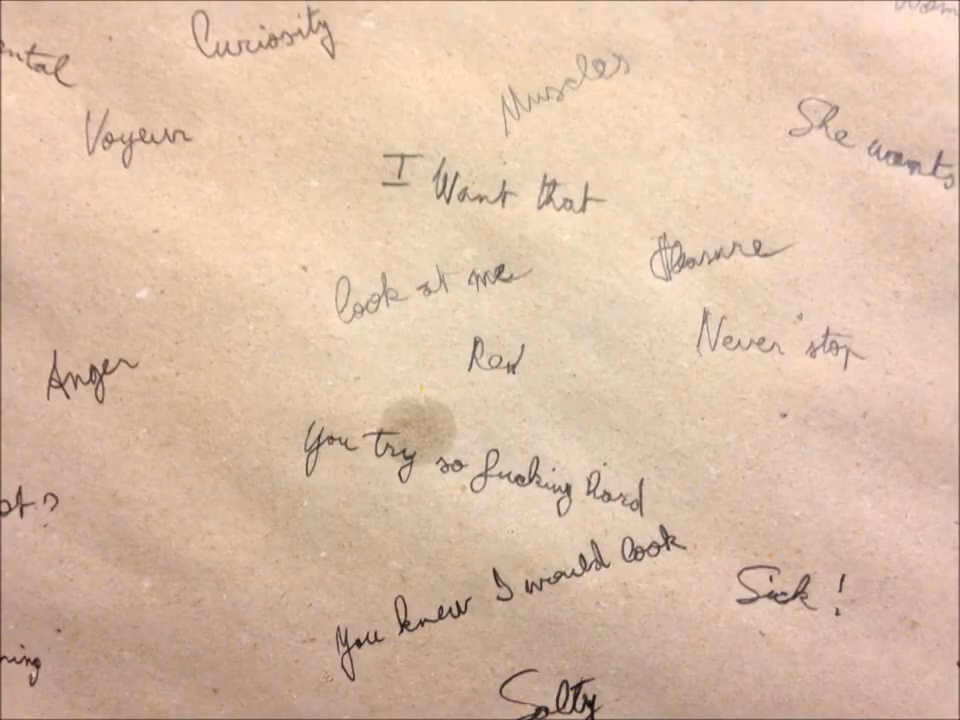 Curiosity
Muscles
Voyeur
She wants
I Want that
Pleasure
look at me
Never stop
Red
Anger
You try so fucking hard
You knew I would look
Sick!
Salty